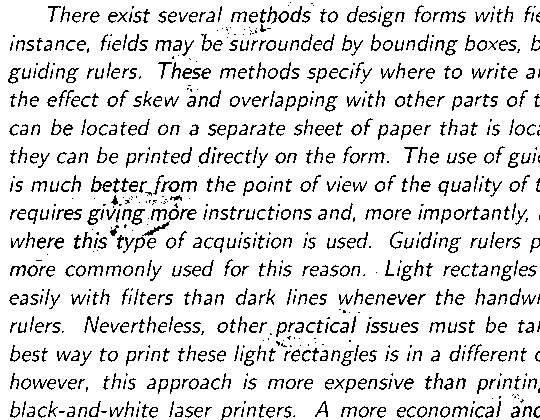 There exist several methods to design forms with fie
instance, fields may be surrounded by bounding boxes, b
guiding rulers. These methods specify where to write a
the effect of skew and overlapping with other parts of t
can be located on a separate sheet of paper that is loca
they can be printed directly on the form. The use of gui
is much better from the point of view of the quality of t
requires giving more instructions and, more importantly,
where this type of acquisition is used. Guiding rulers p
more commonly used for this reason. Light rectangles
easily with filters than dark lines whenever the handwr
rulers. Nevertheless, other practical issues must be tak
best way to print these light rectangles is in a different c
however, this approach is more expensive than printing
black-and-white laser printers. A more economical and